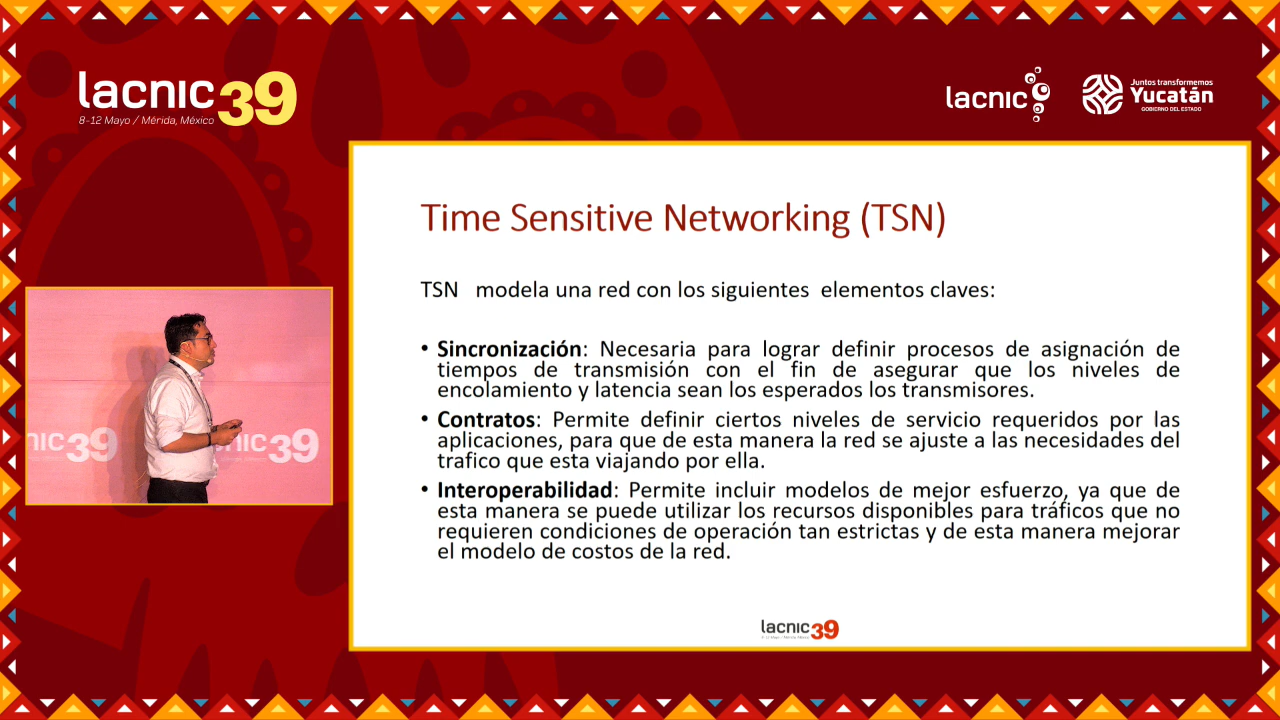 lacnic 39
8-12 Mayo / Mérida, México
lacnic
Juntos transformemos
Yucatán
GOBIERNO DEL ESTADO
Time Sensitive Networking (TSN)
TSN modela una red con los siguientes elementos claves:
• Sincronización: Necesaria para lograr definir procesos de asignación de
tiempos de transmisión con el fin de asegurar que los niveles de
encolamiento y latencia sean los esperados los transmisores.
• Contratos: Permite definir ciertos niveles de servicio requeridos por las
aplicaciones, para que de esta manera la red se ajuste a las necesidades del
trafico que esta viajando por ella.
• Interoperabilidad: Permite incluir modelos de mejor esfuerzo, ya que de
esta manera se puede utilizar los recursos disponibles para tráficos que no
requieren condiciones de operación tan estrictas y de esta manera mejorar
el modelo de costos de la red.
nic39
nic39
lacnic 39